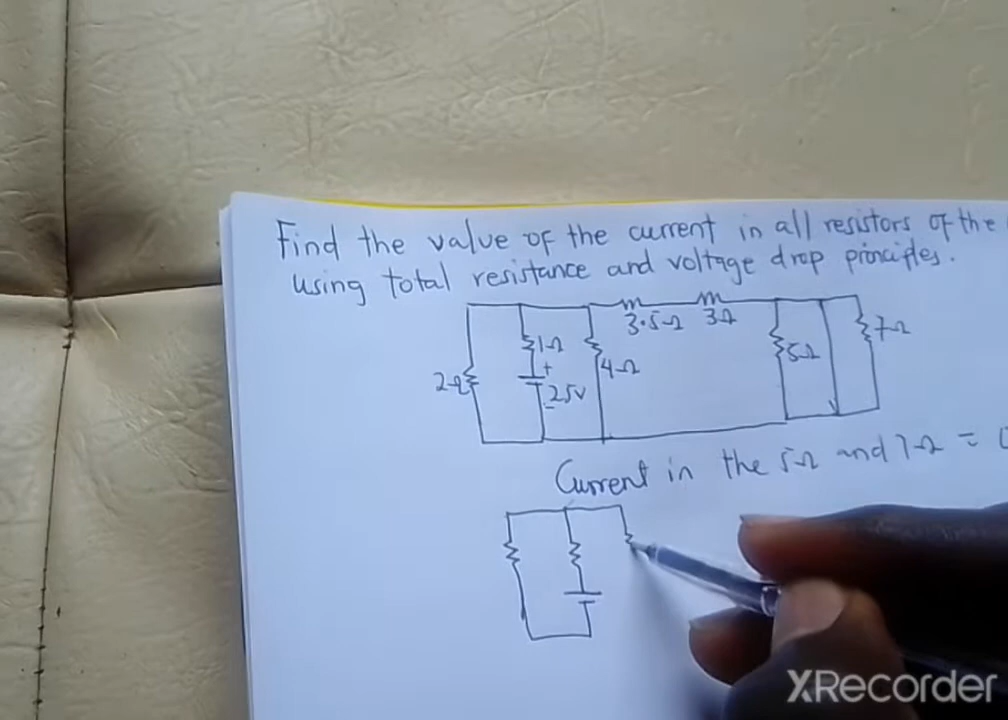 Find the value of the current in all resistors of the
using total resistance and voltage drop principles.
3.5Ω 3Ω 7Ω
1Ω
+
2Ω 25V 4Ω 5Ω
-
Current in the 5Ω and 7Ω =
XRecorder